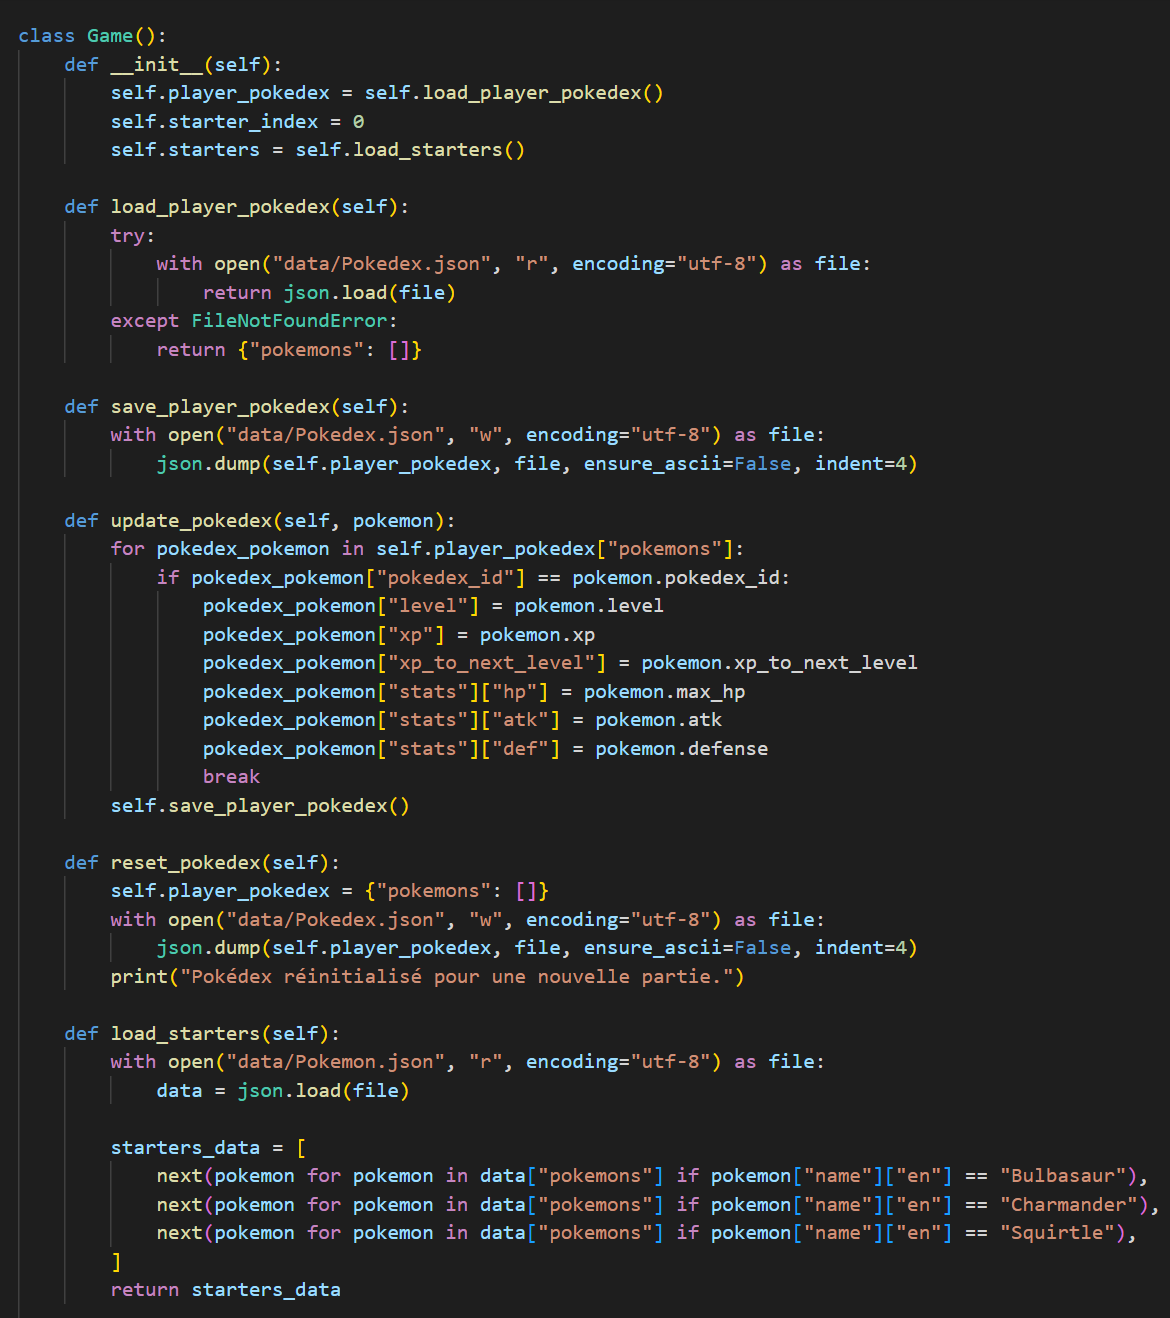 class Game():
    def __init__(self):
        self.player_pokedex = self.load_player_pokedex()
        self.starter_index = 0
        self.starters = self.load_starters()

    def load_player_pokedex(self):
        try:
            with open("data/Pokedex.json", "r", encoding="utf-8") as file:
                return json.load(file)
        except FileNotFoundError:
            return {"pokemons": []}

    def save_player_pokedex(self):
        with open("data/Pokedex.json", "w", encoding="utf-8") as file:
            json.dump(self.player_pokedex, file, ensure_ascii=False, indent=4)

    def update_pokedex(self, pokemon):
        for pokedex_pokemon in self.player_pokedex["pokemons"]:
            if pokedex_pokemon["pokedex_id"] == pokemon.pokedex_id:
                pokedex_pokemon["level"] = pokemon.level
                pokedex_pokemon["xp"] = pokemon.xp
                pokedex_pokemon["xp_to_next_level"] = pokemon.xp_to_next_level
                pokedex_pokemon["stats"]["hp"] = pokemon.max_hp
                pokedex_pokemon["stats"]["atk"] = pokemon.atk
                pokedex_pokemon["stats"]["def"] = pokemon.defense
                break
        self.save_player_pokedex()

    def reset_pokedex(self):
        self.player_pokedex = {"pokemons": []}
        with open("data/Pokedex.json", "w", encoding="utf-8") as file:
            json.dump(self.player_pokedex, file, ensure_ascii=False, indent=4)
        print("Pokédex réinitialisé pour une nouvelle partie.")

    def load_starters(self):
        with open("data/Pokemon.json", "r", encoding="utf-8") as file:
            data = json.load(file)

        starters_data = [
            next(pokemon for pokemon in data["pokemons"] if pokemon["name"]["en"] == "Bulbasaur"),
            next(pokemon for pokemon in data["pokemons"] if pokemon["name"]["en"] == "Charmander"),
            next(pokemon for pokemon in data["pokemons"] if pokemon["name"]["en"] == "Squirtle"),
        ]
        return starters_data